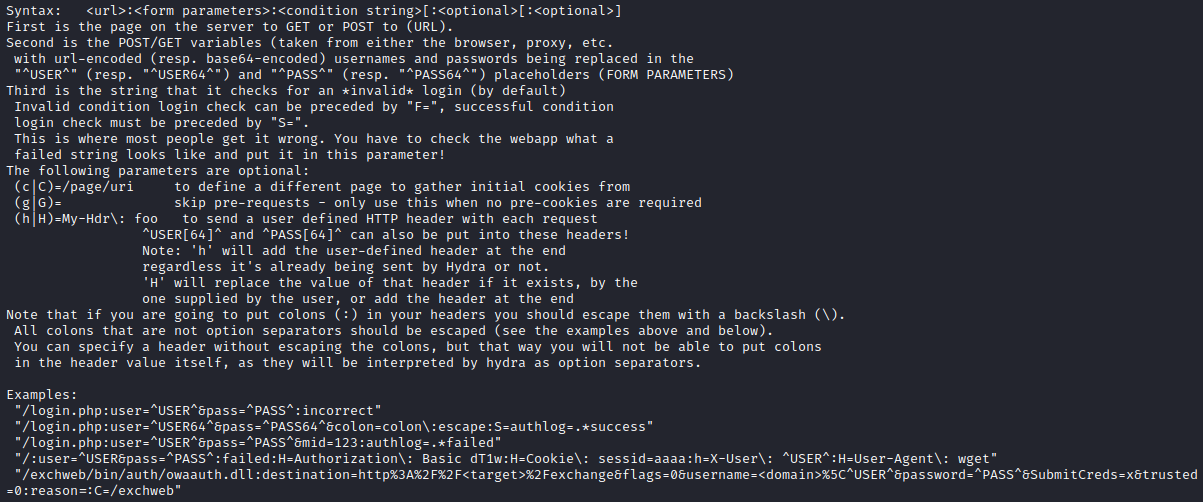 Syntax:   <url>:<form parameters>:<condition string>[:<optional>[:<optional>]
First is the page on the server to GET or POST to (URL).
Second is the POST/GET variables (taken from either the browser, proxy, etc.
 with url-encoded (resp. base64-encoded) usernames and passwords being replaced in the
 "^USER^" (resp. "^USER64^") and "^PASS^" (resp. "^PASS64^") placeholders (FORM PARAMETERS)
Third is the string that it checks for an *invalid* login (by default)
 Invalid condition login check can be preceded by "F=", successful condition
 login check must be preceded by "S=".
 This is where most people get it wrong. You have to check the webapp what a
 failed string looks like and put it in this parameter!
The following parameters are optional:
 (c|C)=/page/uri     to define a different page to gather initial cookies from
 (g|G)=              skip pre-requests - only use this when no pre-cookies are required
 (h|H)=My-Hdr\: foo   to send a user defined HTTP header with each request
                 ^USER[64]^ and ^PASS[64]^ can also be put into these headers!
                 Note: 'h' will add the user-defined header at the end
                 regardless it's already being sent by Hydra or not.
                 'H' will replace the value of that header if it exists, by the
                 one supplied by the user, or add the header at the end
Note that if you are going to put colons (:) in your headers you should escape them with a backslash (\).
 All colons that are not option separators should be escaped (see the examples above and below).
 You can specify a header without escaping the colons, but that way you will not be able to put colons
 in the header value itself, as they will be interpreted by hydra as option separators.

Examples:
 "/login.php:user=^USER^&pass=^PASS^:incorrect"
 "/login.php:user=^USER64^&pass=^PASS64^&colon=colon\:escape:S=authlog=.*success"
 "/login.php:user=^USER^&pass=^PASS^&mid=123:authlog=.*failed"
 "/:user=^USER&pass=^PASS^:failed:H=Authorization\: Basic dT1w:H=Cookie\: sessid=aaaa:h=X-User\: ^USER^:H=User-Agent\: wget"
 "/exchweb/bin/auth/owaauth.dll:destination=http%3A%2F%2F<target>%2Fexchange&flags=0&username=<domain>%5C^USER^&password=^PASS^&SubmitCreds=x&trusted
=0:reason=:C=/exchweb"